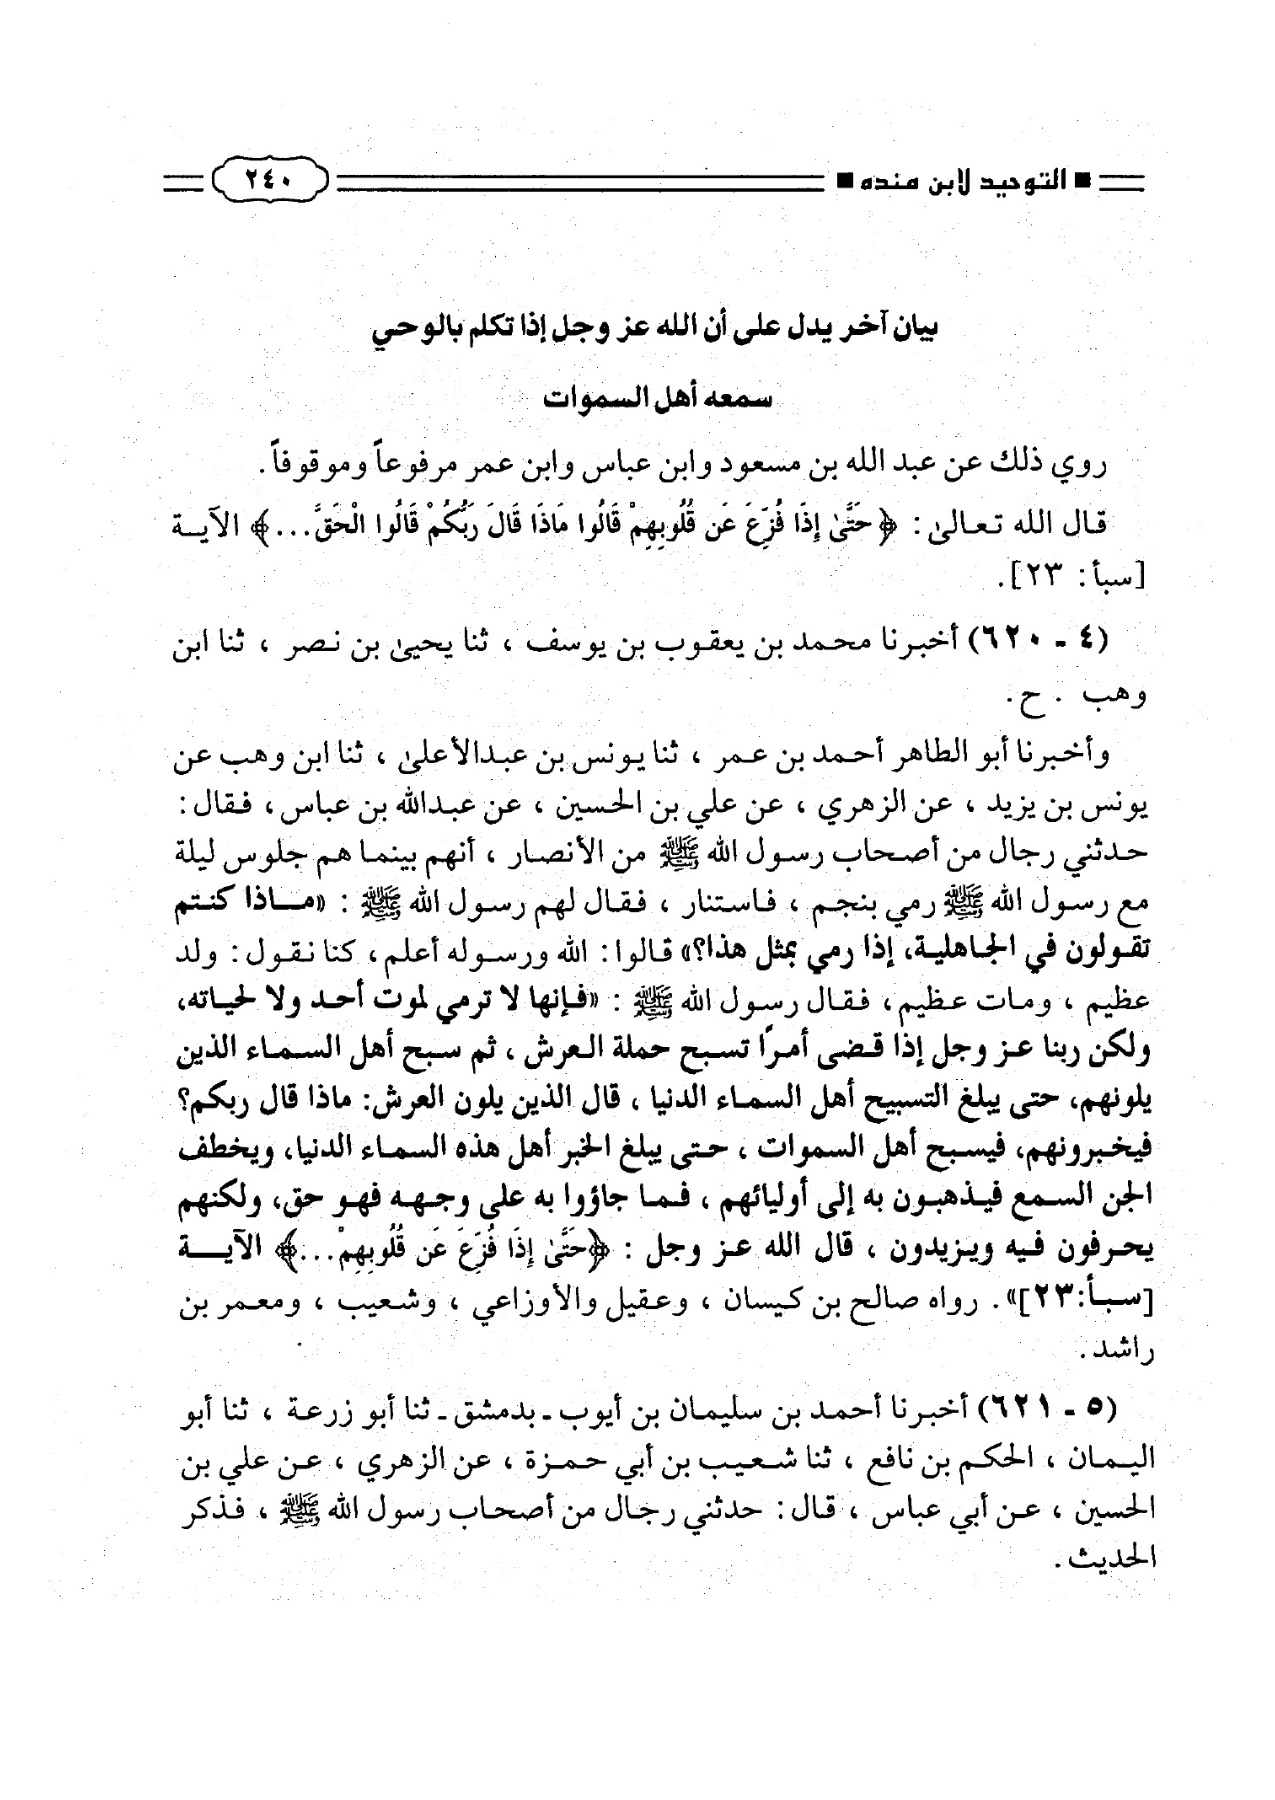 ■ التوحيد لابن منده ■ ٢٤٠
بيان آخر يدل على أن الله عز وجل إذا تكلم بالوحي
سمعه أهل السموات
روي ذلك عن عبد الله بن مسعود وابن عباس وابن عمر مرفوعاً وموقوفاً.
قال الله تعالىٰ: ﴿حَتَّىٰ إِذَا فُزِّعَ عَن قُلُوبِهِمْ قَالُوا مَاذَا قَالَ رَبُّكُمْ قَالُوا الْحَقَّ...﴾ الآية
[سبأ: ٢٣].
(٤ - ٦٢٠) أخبرنا محمد بن يعقوب بن يوسف ، ثنا يحيىٰ بن نصر ، ثنا ابن
وهب . ح.
وأخبرنا أبو الطاهر أحمد بن عمر ، ثنا يونس بن عبدالأعلىٰ ، ثنا ابن وهب عن
يونس بن يزيد ، عن الزهري ، عن علي بن الحسين ، عن عبدالله بن عباس ، فقال:
حدثني رجال من أصحاب رسول الله ﷺ من الأنصار ، أنهم بينما هم جلوس ليلة
مع رسول الله ﷺ رمي بنجم ، فاستنار ، فقال لهم رسول الله ﷺ : «ماذا كنتم
تقولون في الجاهلية، إذا رمي بمثل هذا؟» قالوا: الله ورسوله أعلم، كنا نقول: ولد
عظيم ، ومات عظيم، فقال رسول الله ﷺ : «فإنها لا ترمي لموت أحد ولا لحياته،
ولكن ربنا عز وجل إذا قضى أمرًا تسبح حملة العرش ، ثم سبح أهل السماء الذين
يلونهم، حتى يبلغ التسبيح أهل السماء الدنيا ، قال الذين يلون العرش: ماذا قال ربكم؟
فيخبرونهم، فيسبح أهل السموات ، حتى يبلغ الخبر أهل هذه السماء الدنيا، ويخطف
الجن السمع فيذهبون به إلى أوليائهم ، فما جاؤوا به على وجهه فهو حق، ولكنهم
يحرفون فيه ويزيدون ، قال الله عز وجل : ﴿حَتَّىٰ إِذَا فُزِّعَ عَن قُلُوبِهِمْ...﴾ الآية
[سبأ:٢٣]». رواه صالح بن كيسان ، وعقيل والأوزاعي ، وشعيب ، ومعمر بن
راشد.
(٥ - ٦٢١) أخبرنا أحمد بن سليمان بن أيوب ـ بدمشق ـ ثنا أبو زرعة ، ثنا أبو
اليمان ، الحكم بن نافع ، ثنا شعيب بن أبي حمزة ، عن الزهري ، عن علي بن
الحسين ، عن أبي عباس ، قال: حدثني رجال من أصحاب رسول الله ﷺ ، فذكر
الحديث.